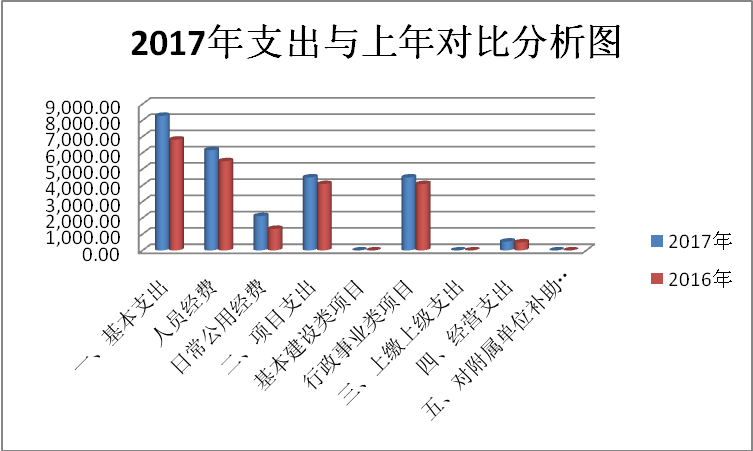 2017年支出与上年对比分析图
9,000.00
8,000.00
7,000.00
6,000.00
5,000.00
4,000.00
3,000.00
2,000.00
1,000.00
0.00
一、基本支出
人员经费
日常公用经费
二、项目支出
基本建设类项目
行政事业类项目
三、上缴上级支出
四、经营支出
五、对附属单位补助…
2017年
2016年